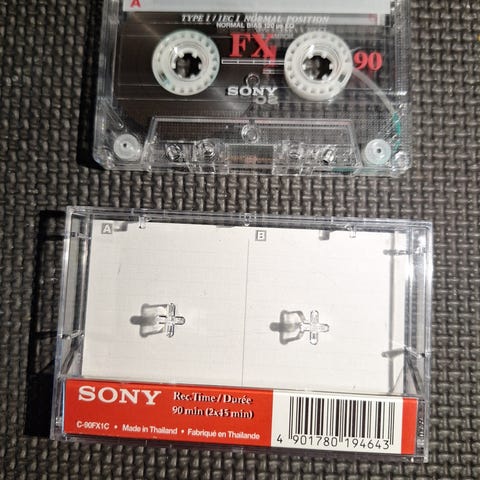 A
TYPE I / IEC I NORMAL POSITION
NORMAL BIAS 120 µs EQ
FX
90
SONY
A
B
SONY
Rec.Time / Durée
90 min (2x45 min)
C-90FX1C • Made in Thailand • Fabriqué en Thaïlande
4 901780 194643